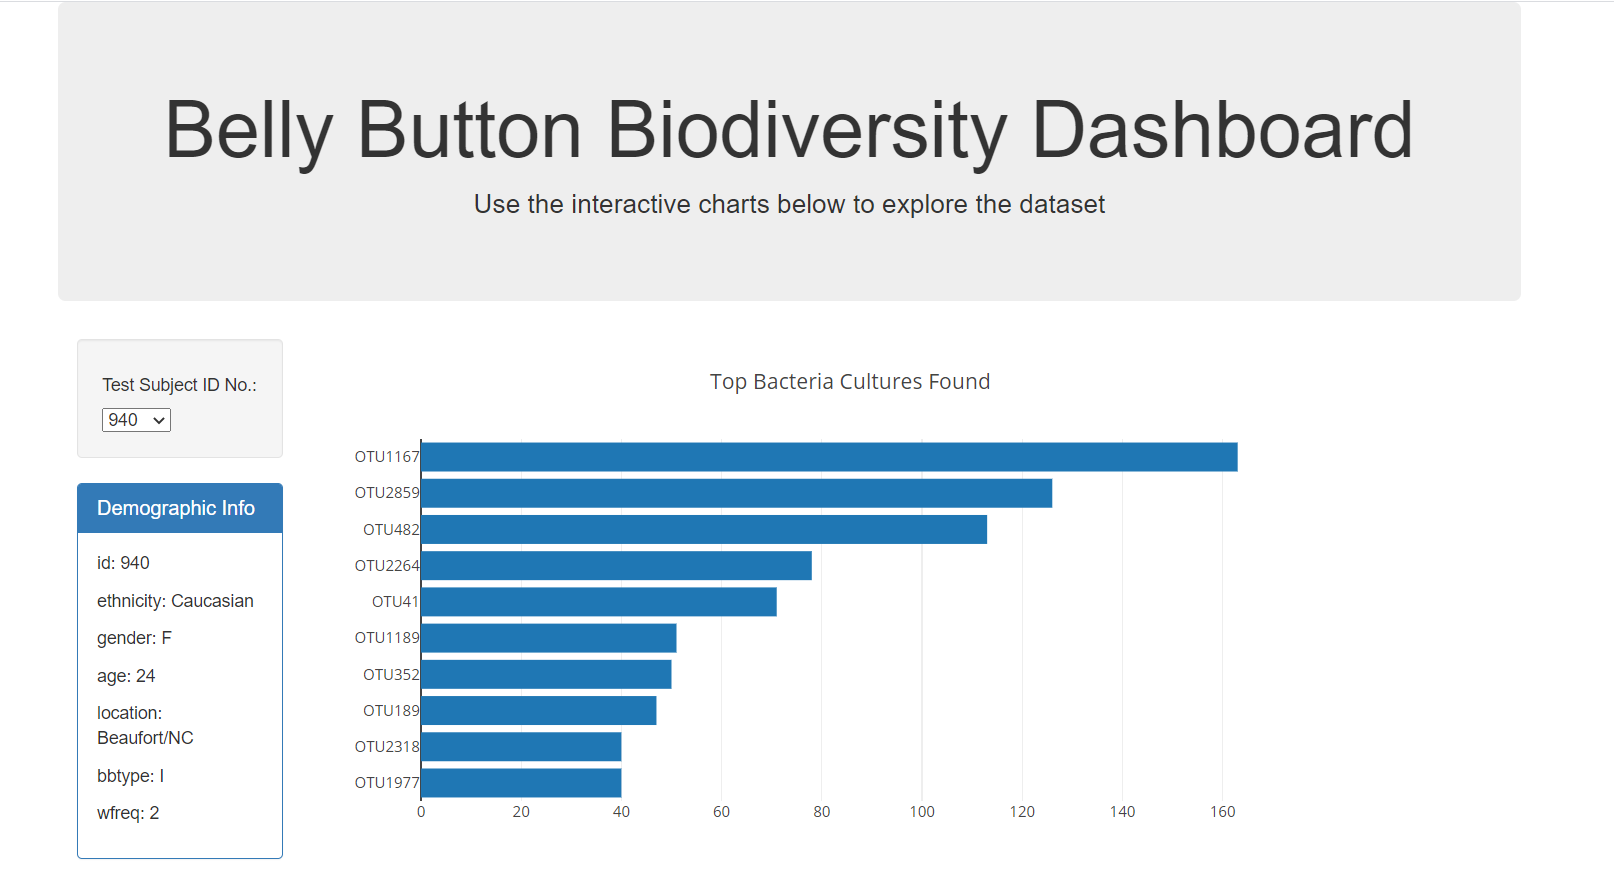 Belly Button Biodiversity Dashboard
Use the interactive charts below to explore the dataset
Test Subject ID No.:
940
Demographic Info
id: 940
ethnicity: Caucasian
gender: F
age: 24
location:
Beaufort/NC
bbtype: I
wfreq: 2
Top Bacteria Cultures Found
OTU1167
OTU2859
OTU482
OTU2264
OTU41
OTU1189
OTU352
OTU189
OTU2318
OTU1977
0 20 40 60 80 100 120 140 160